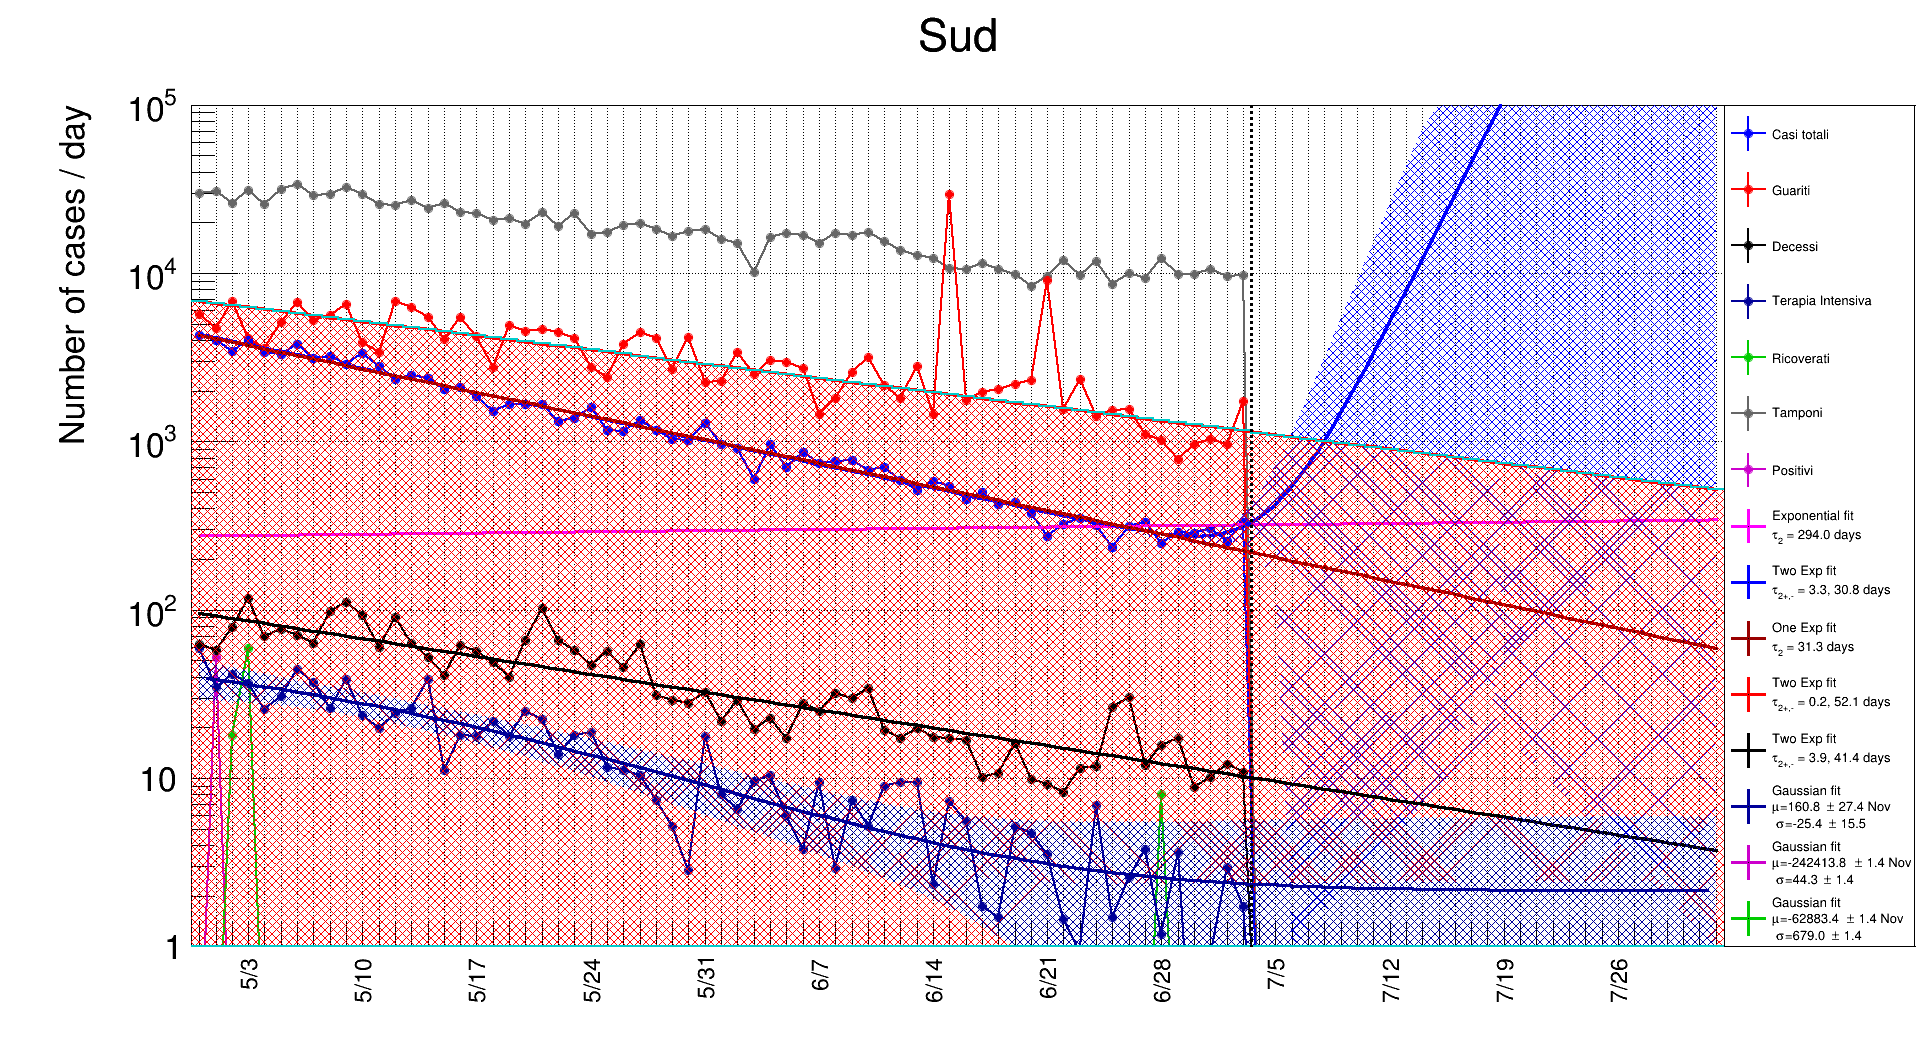 Sud
Number of cases / day
10^5
10^4
10^3
10^2
10
1
5/3
5/10
5/17
5/24
5/31
6/7
6/14
6/21
6/28
7/5
7/12
7/19
7/26
Casi totali
Guariti
Decessi
Terapia Intensiva
Ricoverati
Tamponi
Positivi
Exponential fit
τ2 = 294.0 days
Two Exp fit
τ2+,- = 3.3, 30.8 days
One Exp fit
τ2 = 31.3 days
Two Exp fit
τ2+,- = 0.2, 52.1 days
Two Exp fit
τ2+,- = 3.9, 41.4 days
Gaussian fit
μ=160.8 ± 27.4 Nov
σ=-25.4 ± 15.5
Gaussian fit
μ=-242413.8 ± 1.4 Nov
σ=44.3 ± 1.4
Gaussian fit
μ=-62883.4 ± 1.4 Nov
σ=679.0 ± 1.4